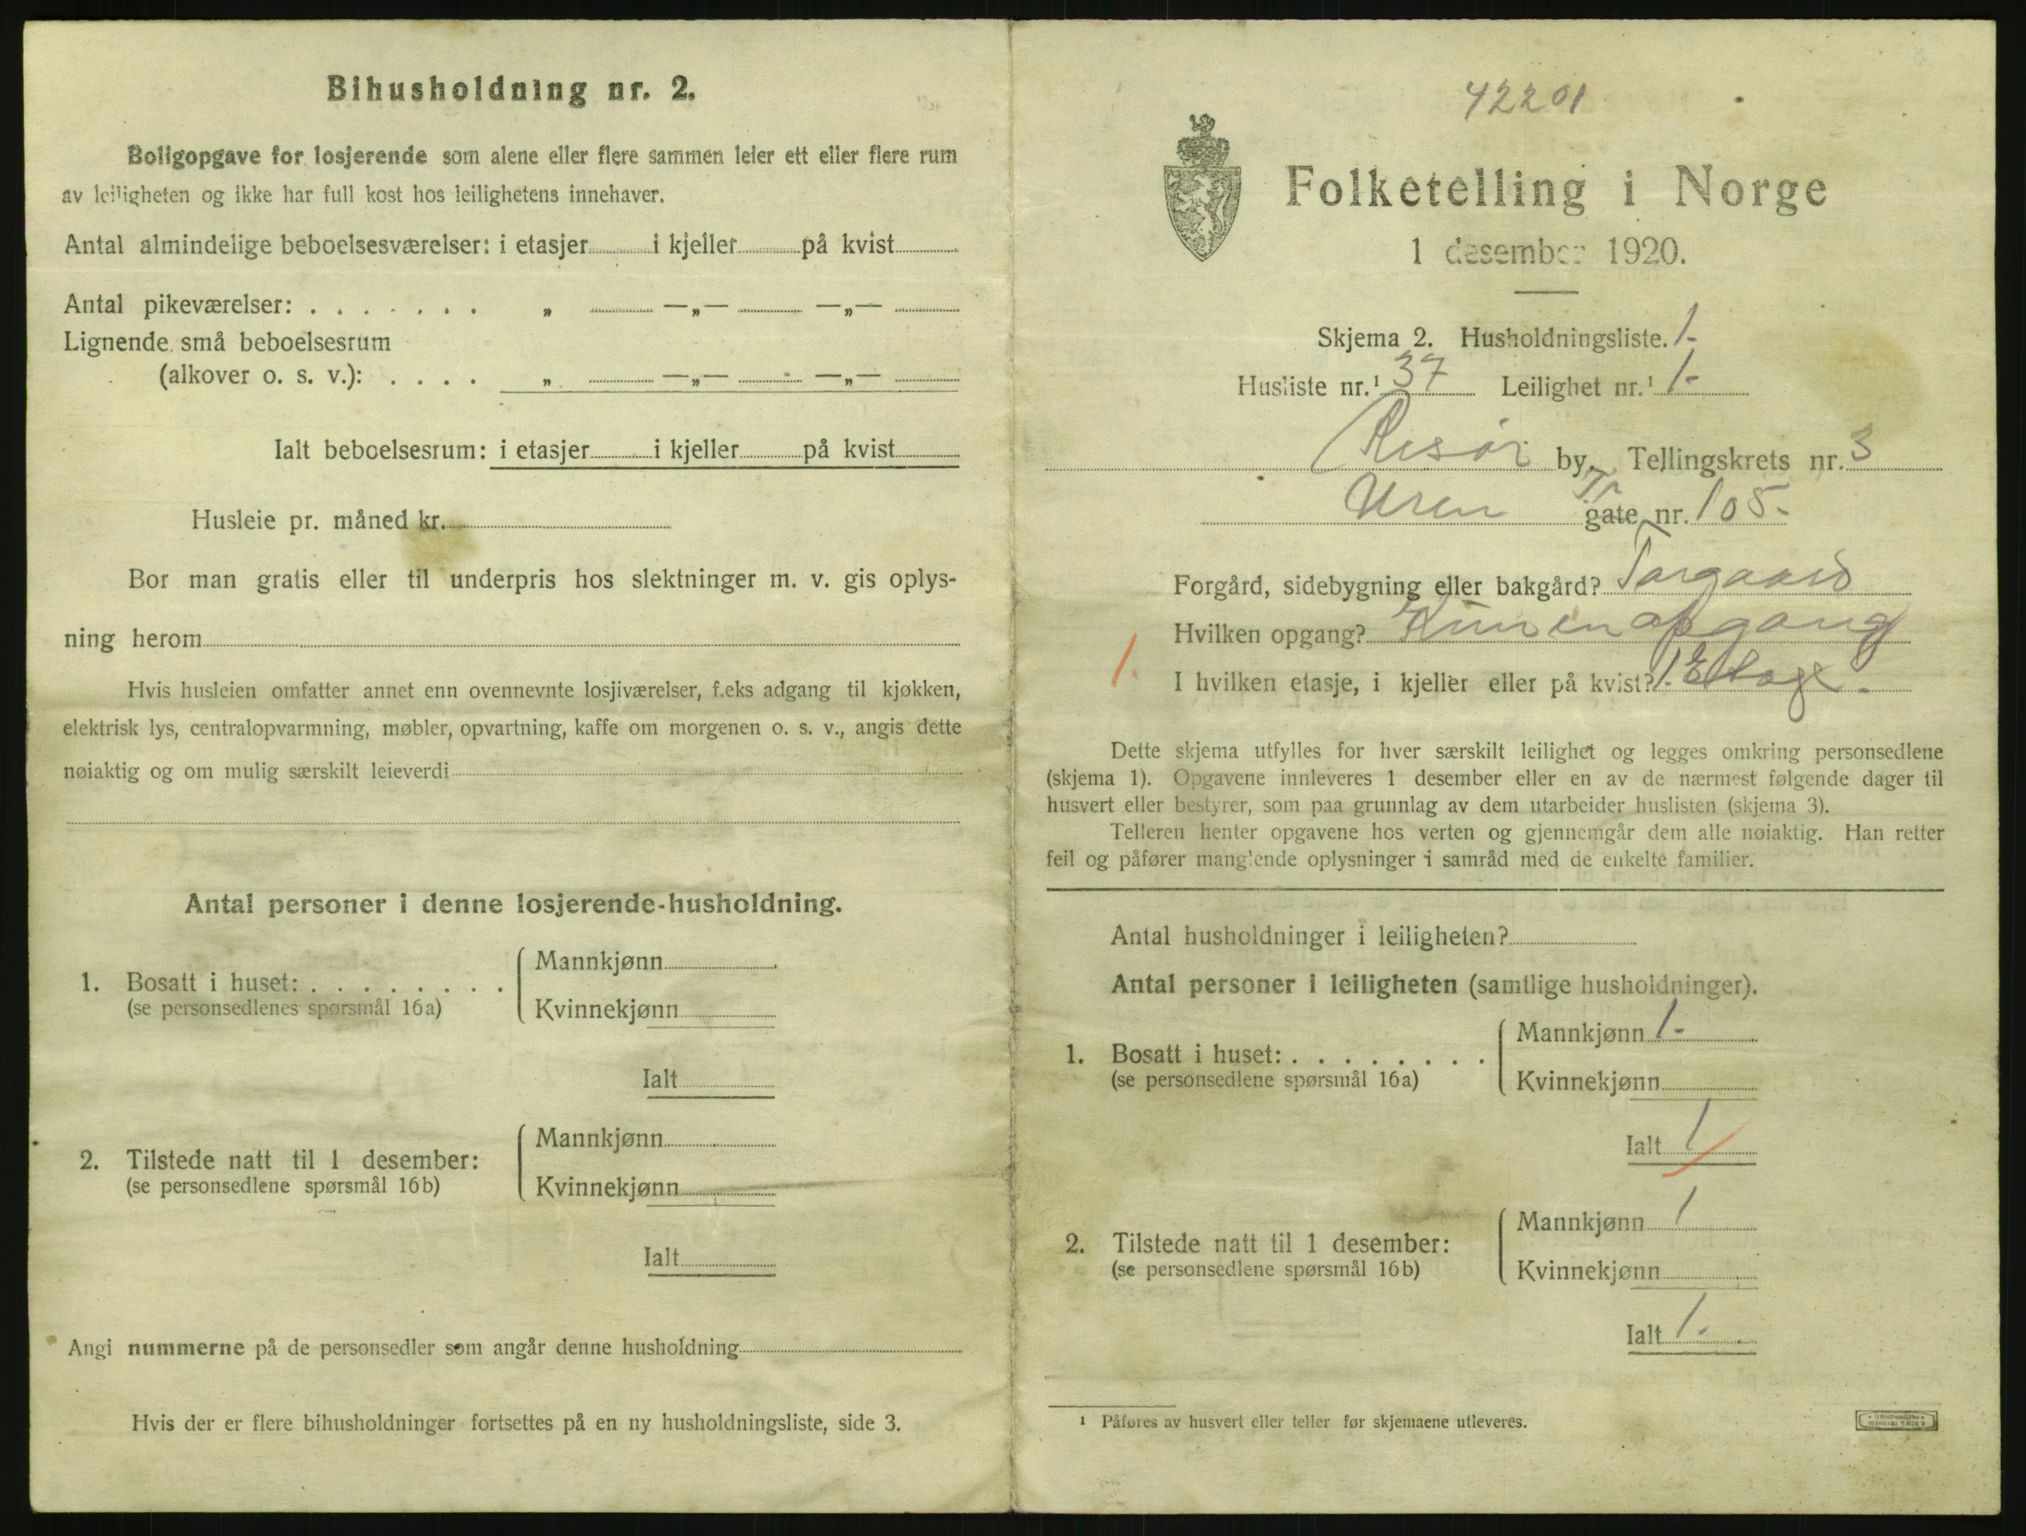 Bihusholdning nr. 2.
Boligopgave for losjerende som alene eller flere sammen leier ett eller flere rum
av leiligheten og ikke har full kost hos leilighetens innehaver.
Antal almindelige beboelsesværelser: i etasjer i kjeller på kvist
Antal pikeværelser: . . . . . . . „ —„— —„—
Lignende små beboelsesrum
(alkover o. s. v.): . . . . „ —„— —„—
Ialt beboelsesrum: i etasjer i kjeller på kvist
Husleie pr. måned kr.
Bor man gratis eller til underpris hos slektninger m. v. gis oplys-
ning herom
Hvis husleien omfatter annet enn ovennevnte losjiværelser, f.eks adgang til kjøkken,
elektrisk lys, centralopvarmning, møbler, opvartning, kaffe om morgenen o. s. v., angis dette
nøiaktig og om mulig særskilt leieverdi
Antal personer i denne losjerende-husholdning.
1. Bosatt i huset: . . . . . . . . Mannkjønn
(se personsedlenes spørsmål 16a) Kvinnekjønn
Ialt
2. Tilstede natt til 1 desember: Mannkjønn
(se personsedlene spørsmål 16b) Kvinnekjønn
Ialt
Angi nummerne på de personsedler som angår denne husholdning
Hvis der er flere bihusholdninger fortsettes på en ny husholdningsliste, side 3.
42201
Folketelling i Norge
1 desember 1920.
Skjema 2. Husholdningsliste. 1.
Husliste nr.¹ 37 Leilighet nr.¹ 1.
Risør by. Tellingskrets nr. 3
Uren gate nr. 105.
Forgård, sidebygning eller bakgård? Forgaard
Hvilken opgang? Kun en opgang
1. I hvilken etasje, i kjeller eller på kvist? 1. Etage.
Dette skjema utfylles for hver særskilt leilighet og legges omkring personsedlene
(skjema 1). Opgavene innleveres 1 desember eller en av de nærmest følgende dager til
husvert eller bestyrer, som paa grunnlag av dem utarbeider huslisten (skjema 3).
Telleren henter opgavene hos verten og gjennemgår dem alle nøiaktig. Han retter
feil og påfører manglende oplysninger i samråd med de enkelte familier.
Antal husholdninger i leiligheten?
Antal personer i leiligheten (samtlige husholdninger).
1. Bosatt i huset: . . . . . . . . Mannkjønn 1.
(se personsedlene spørsmål 16a) Kvinnekjønn
Ialt 1
2. Tilstede natt til 1 desember: Mannkjønn 1
(se personsedlene spørsmål 16b) Kvinnekjønn
Ialt 1.
¹ Påføres av husvert eller teller før skjemaene utleveres.